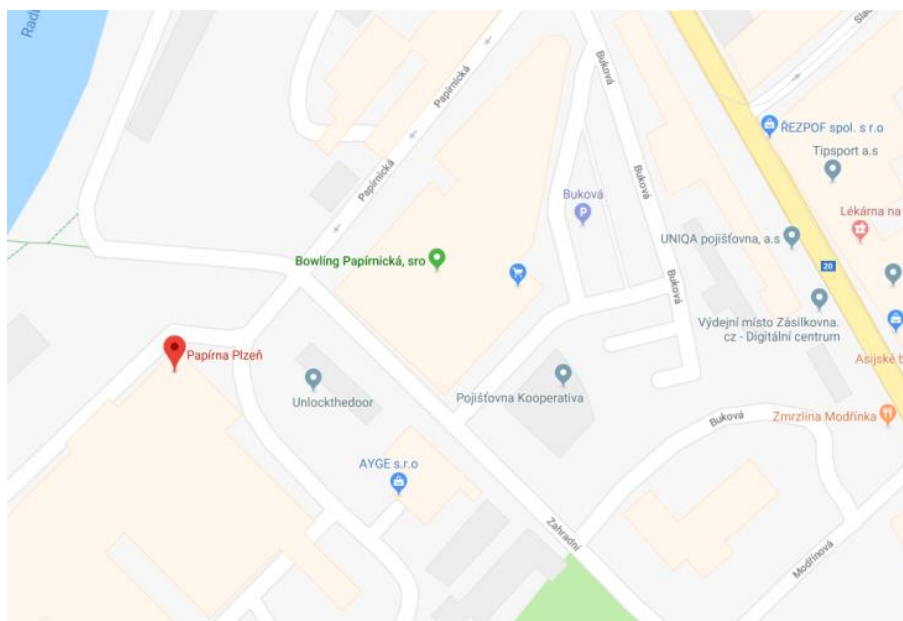 Buková
Papírnická
ŘEZPOF spol. s r.o
Tipsport a.s
Papírnická
Buková
Buková
Lékárna na
UNIQA pojišťovna, a.s
Bowling Papírnická, sro
20
Buková
Výdejní místo Zásilkovna.
cz - Digitální centrum
Papírna Plzeň
Asijské
Unlockthedoor
Pojišťovna Kooperativa
Buková
Zmrzlina Modřínka
AYGE s.r.o
Zahradní
Modřínová